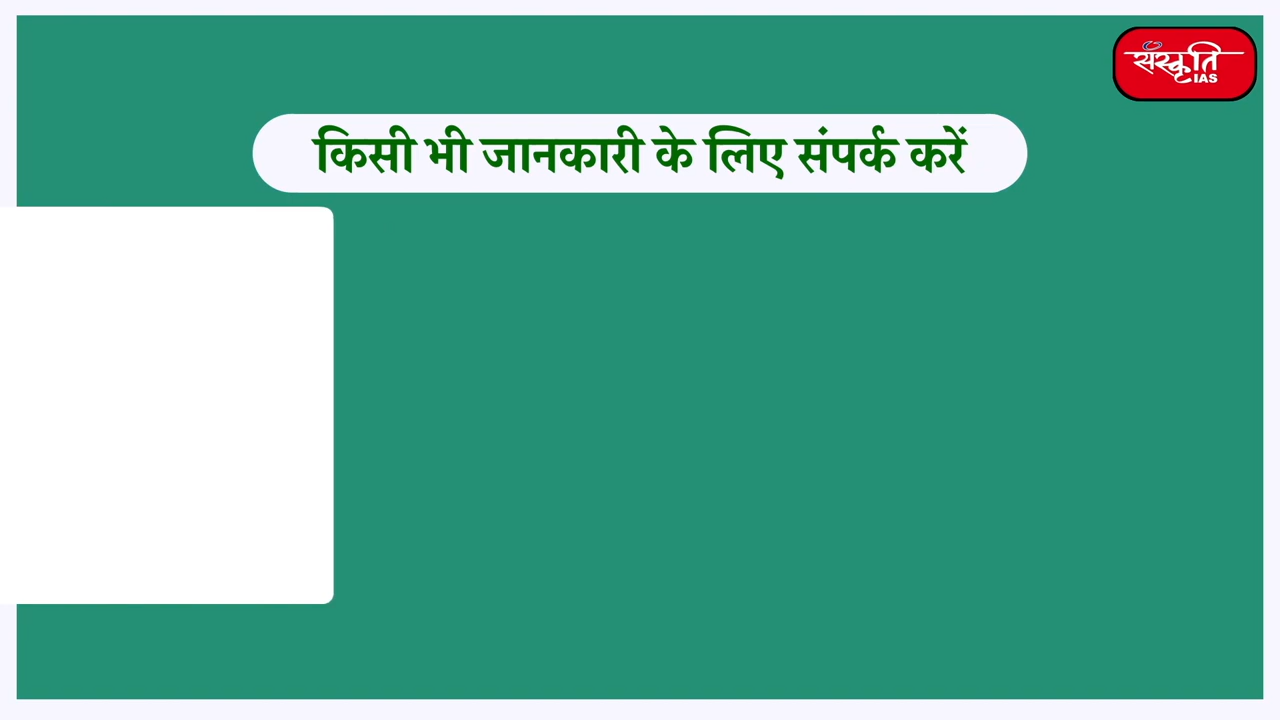 संस्कृति
IAS
किसी भी जानकारी के लिए संपर्क करें